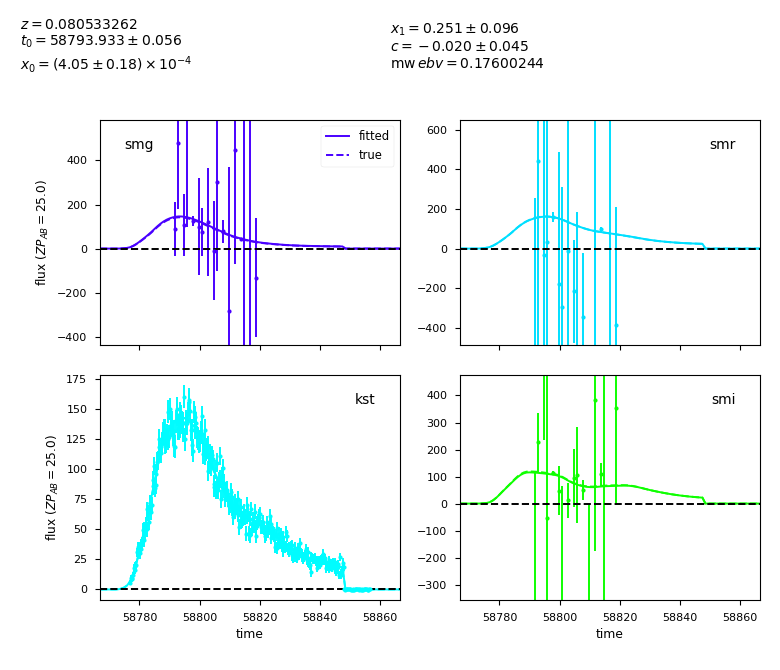 z = 0.080533262
t₀ = 58793.933 ± 0.056
x₀ = (4.05 ± 0.18) × 10⁻⁴
x₁ = 0.251 ± 0.096
c = −0.020 ± 0.045
mw ebv = 0.17600244
smg
fitted
true
400
200
0
−200
−400
flux (ZP_AB = 25.0)
smr
600
400
200
0
−200
−400
kst
175
150
125
100
75
50
25
0
flux (ZP_AB = 25.0)
58780 58800 58820 58840 58860
time
smi
400
300
200
100
0
−100
−200
−300
58780 58800 58820 58840 58860
time